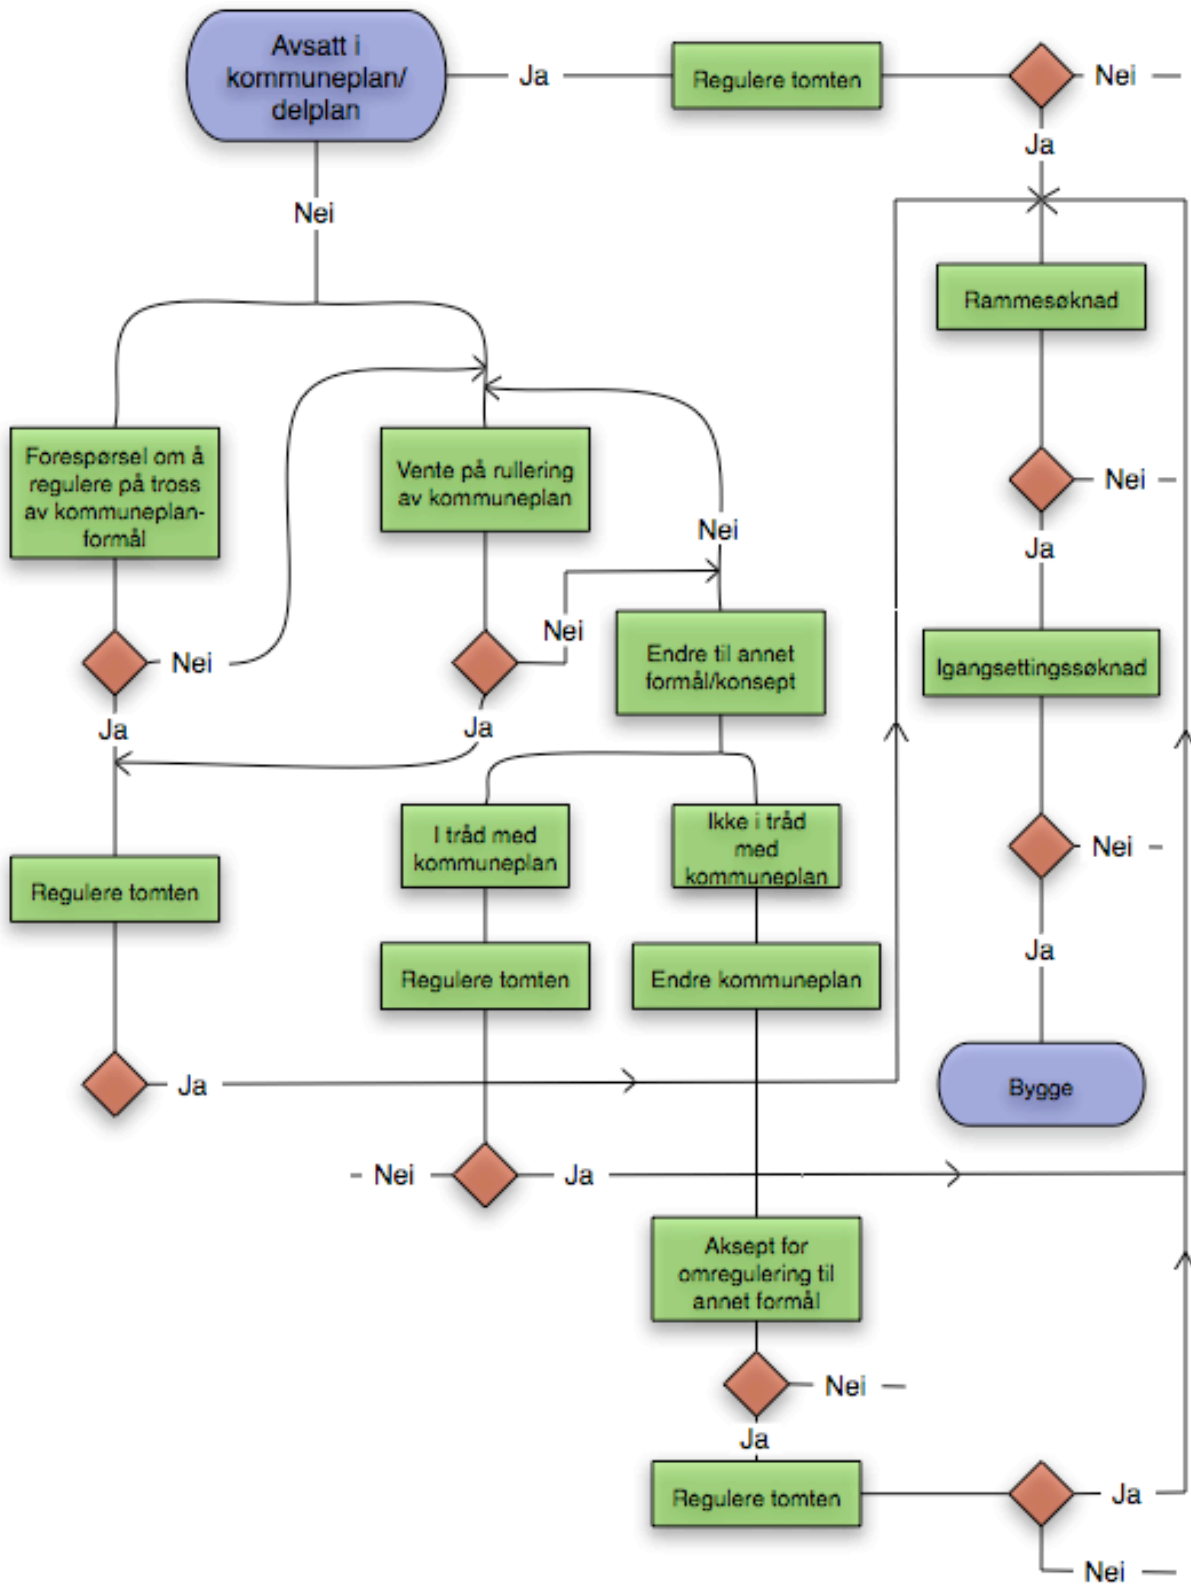 Avsatt i
kommuneplan/
delplan
Ja
Regulere tomten
Nei
Ja
Nei
Rammesøknad
Forespørsel om å
regulere på tross
av kommuneplan-
formål
Vente på rullering
av kommuneplan
Nei
Nei
Ja
Nei
Nei
Endre til annet
formål/konsept
Igangsettingssøknad
Ja
Ja
I tråd med
kommuneplan
Ikke i tråd
med
kommuneplan
Nei
Regulere tomten
Ja
Regulere tomten
Endre kommuneplan
Ja
Bygge
Nei
Ja
Aksept for
omregulering til
annet formål
Nei
Ja
Regulere tomten
Ja
Nei